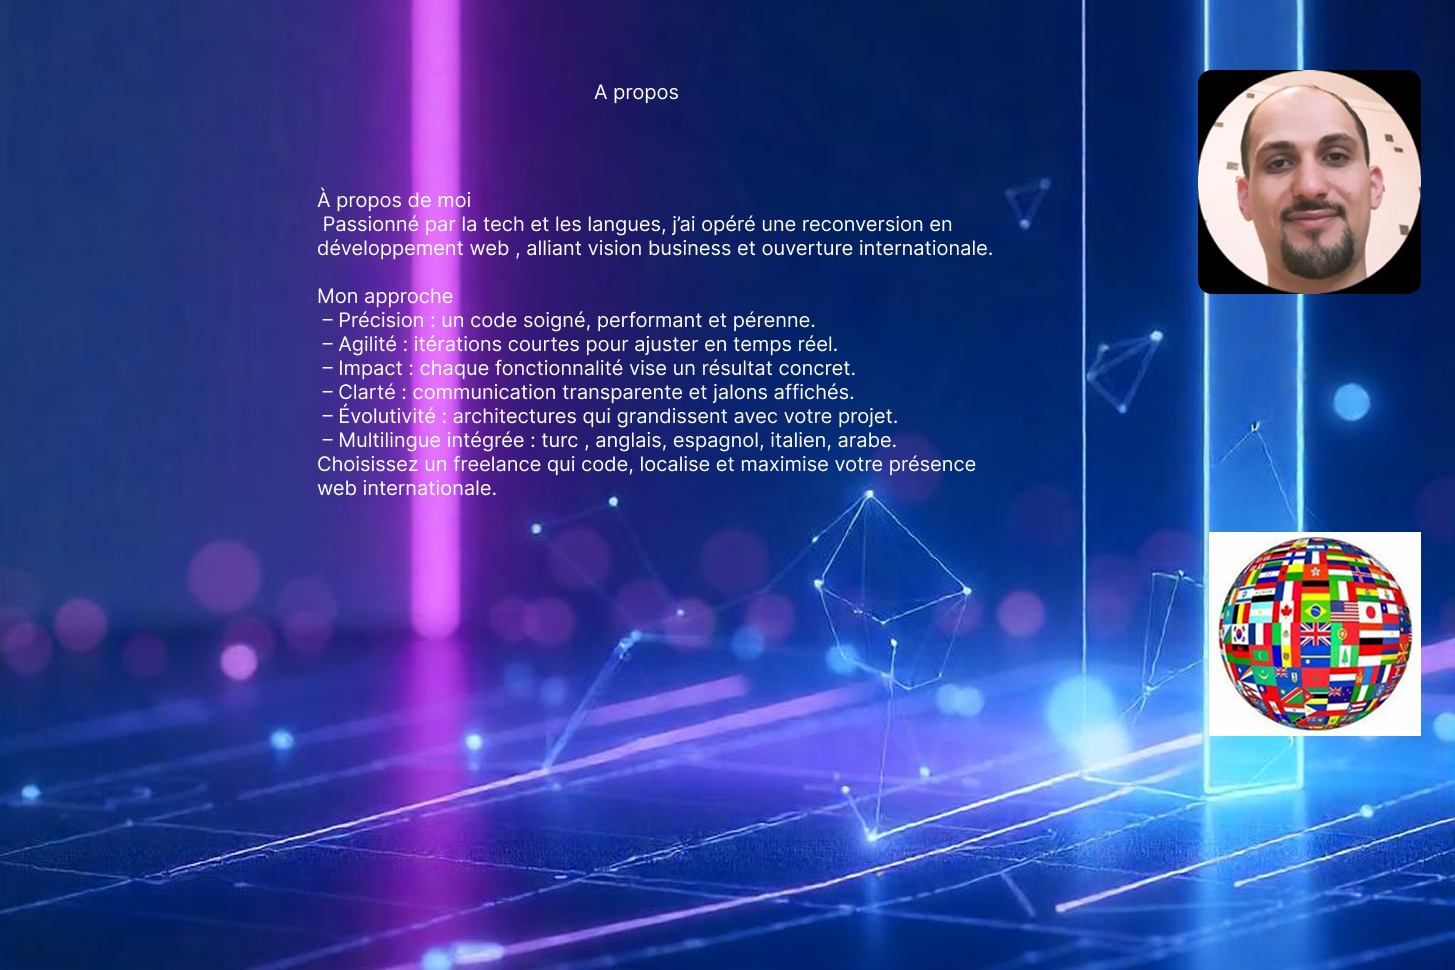 A propos
À propos de moi
Passionné par la tech et les langues, j’ai opéré une reconversion en
développement web , alliant vision business et ouverture internationale.
Mon approche
– Précision : un code soigné, performant et pérenne.
– Agilité : itérations courtes pour ajuster en temps réel.
– Impact : chaque fonctionnalité vise un résultat concret.
– Clarté : communication transparente et jalons affichés.
– Évolutivité : architectures qui grandissent avec votre projet.
– Multilingue intégrée : turc , anglais, espagnol, italien, arabe.
Choisissez un freelance qui code, localise et maximise votre présence
web internationale.